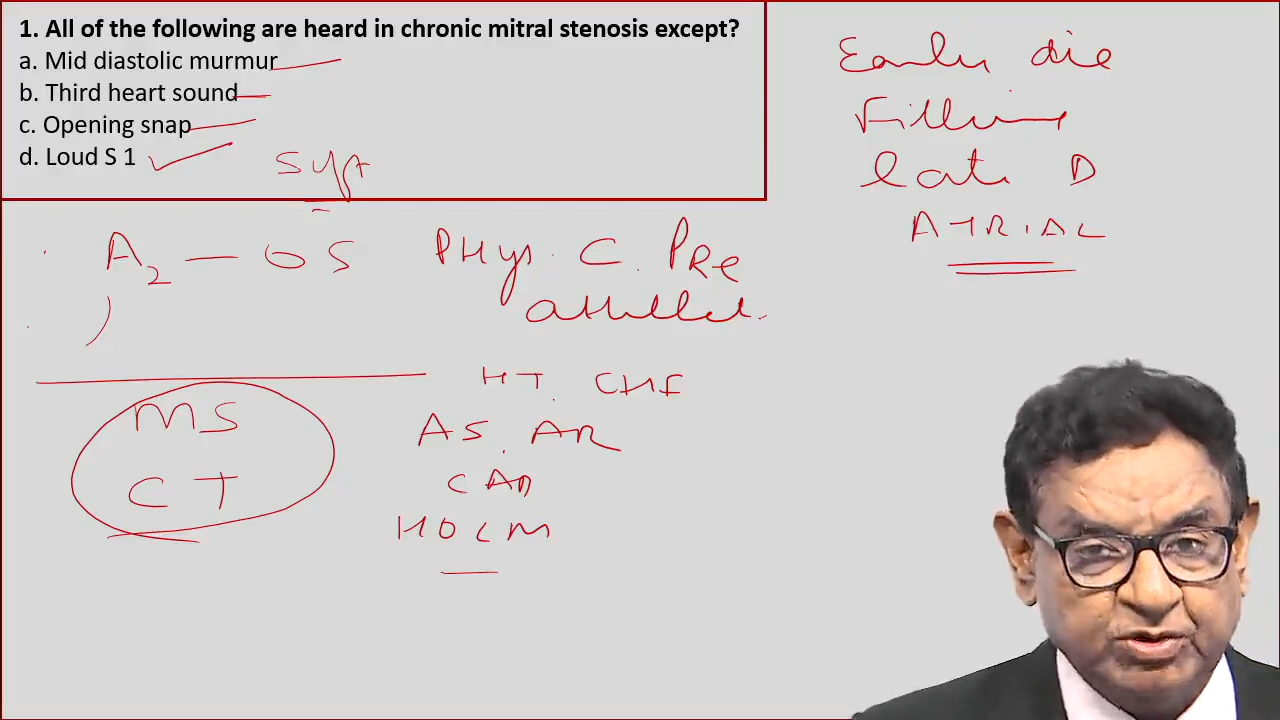 1. All of the following are heard in chronic mitral stenosis except?
a. Mid diastolic murmur
b. Third heart sound
c. Opening snap
d. Loud S 1
A2 — OS PHys. C. PRe
HT CHF
MS
CT
AS, AR
CAD
HOCM
Early dia
Filling
late D
ATRIAL